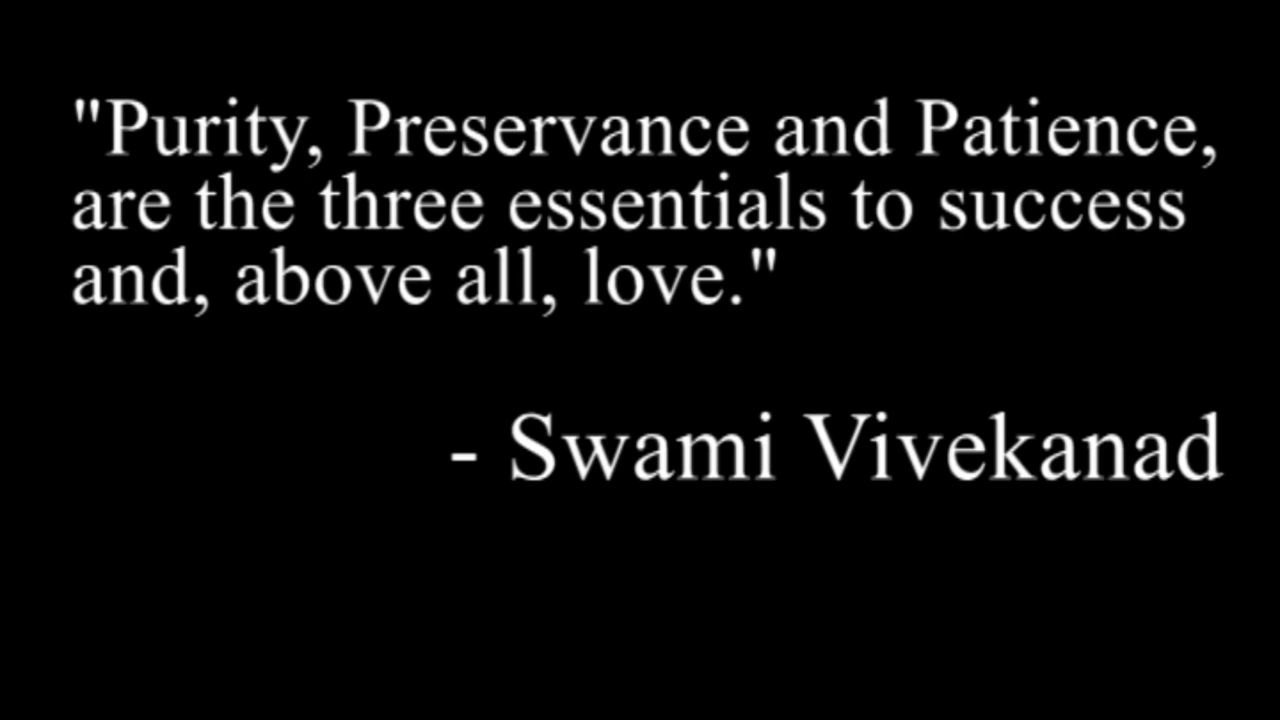 "Purity, Preservance and Patience,
are the three essentials to success
and, above all, love."
- Swami Vivekanad